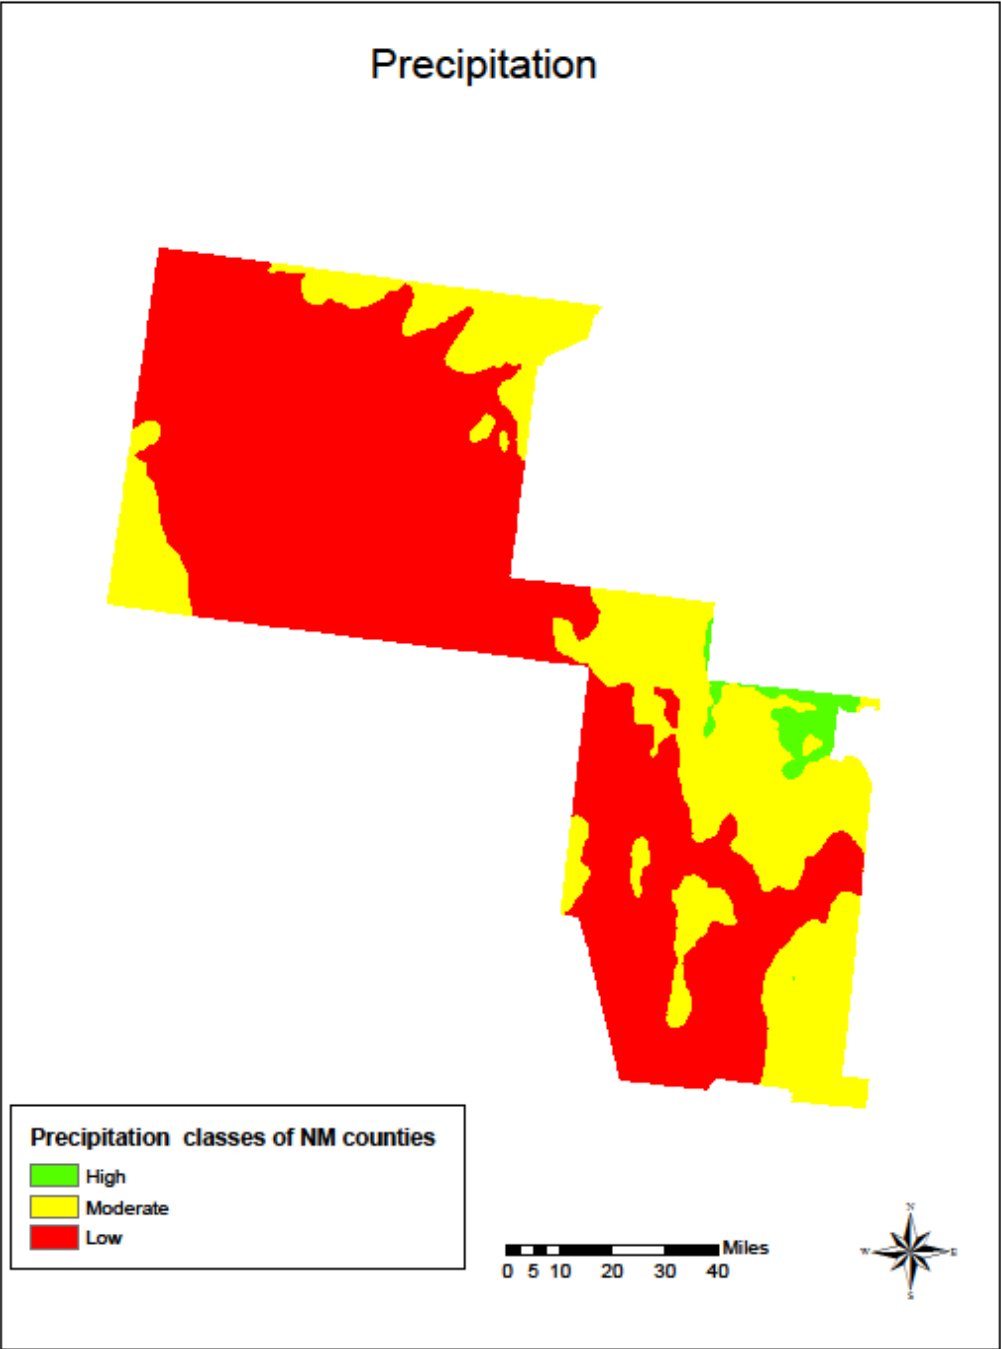 Precipitation
Precipitation classes of NM counties
High
Moderate
Low
Miles
0 5 10 20 30 40
N
W E
S